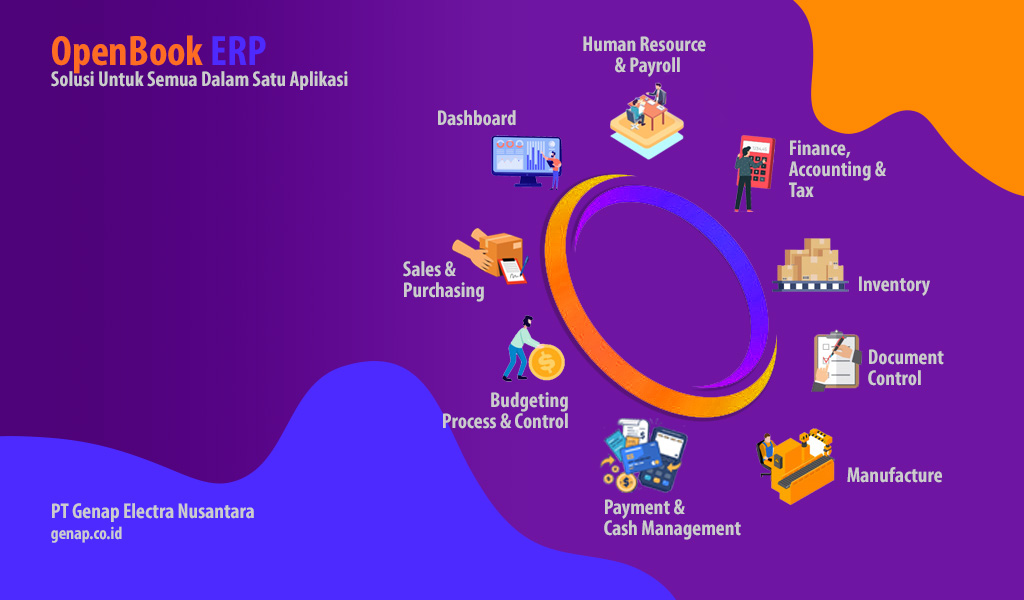 OpenBook ERP
Solusi Untuk Semua Dalam Satu Aplikasi
Human Resource
& Payroll
Dashboard
Finance,
Accounting &
Tax
Sales &
Purchasing
Inventory
Document
Control
Budgeting
Process & Control
Manufacture
Payment &
Cash Management
PT Genap Electra Nusantara
genap.co.id